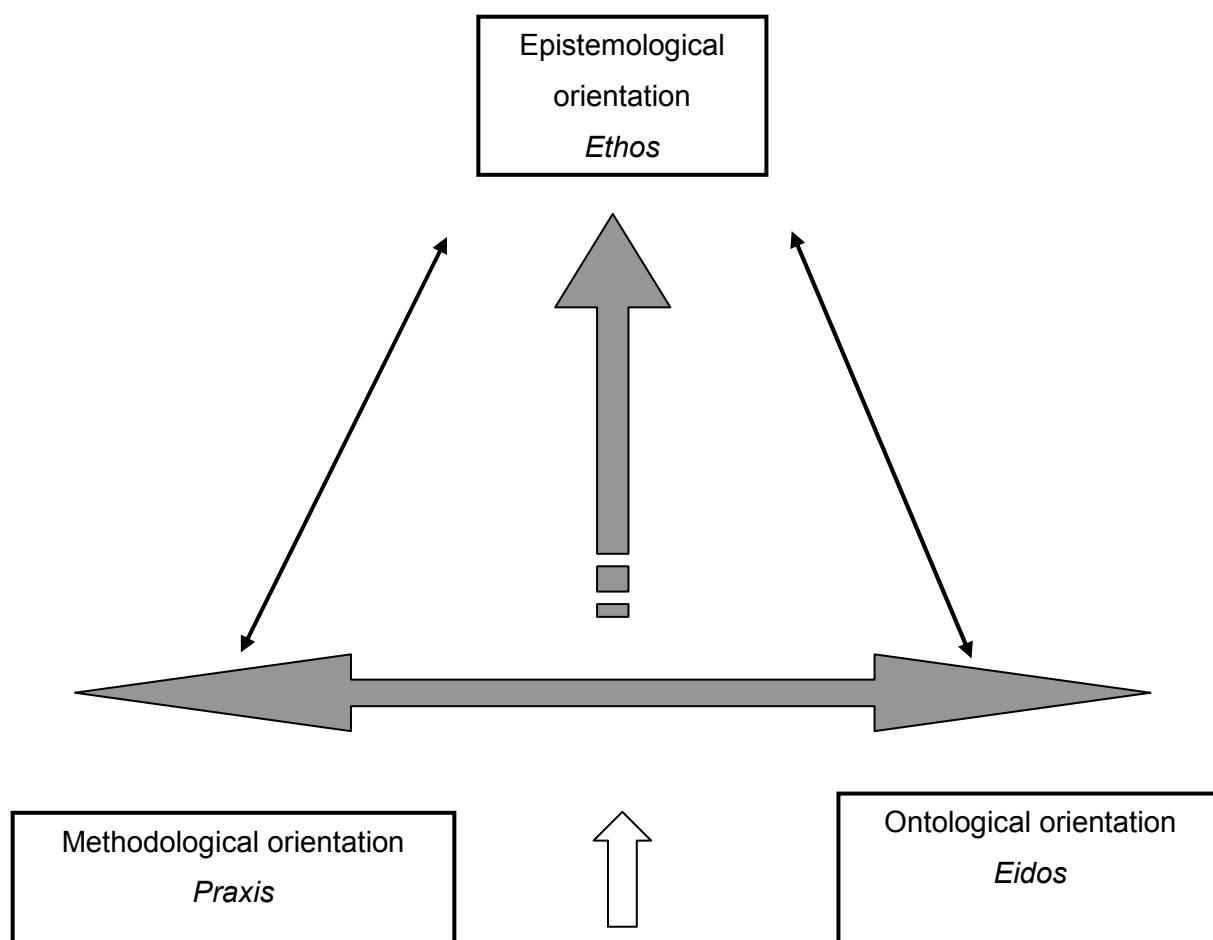 Epistemological
orientation
Ethos
Methodological orientation
Praxis
Ontological orientation
Eidos